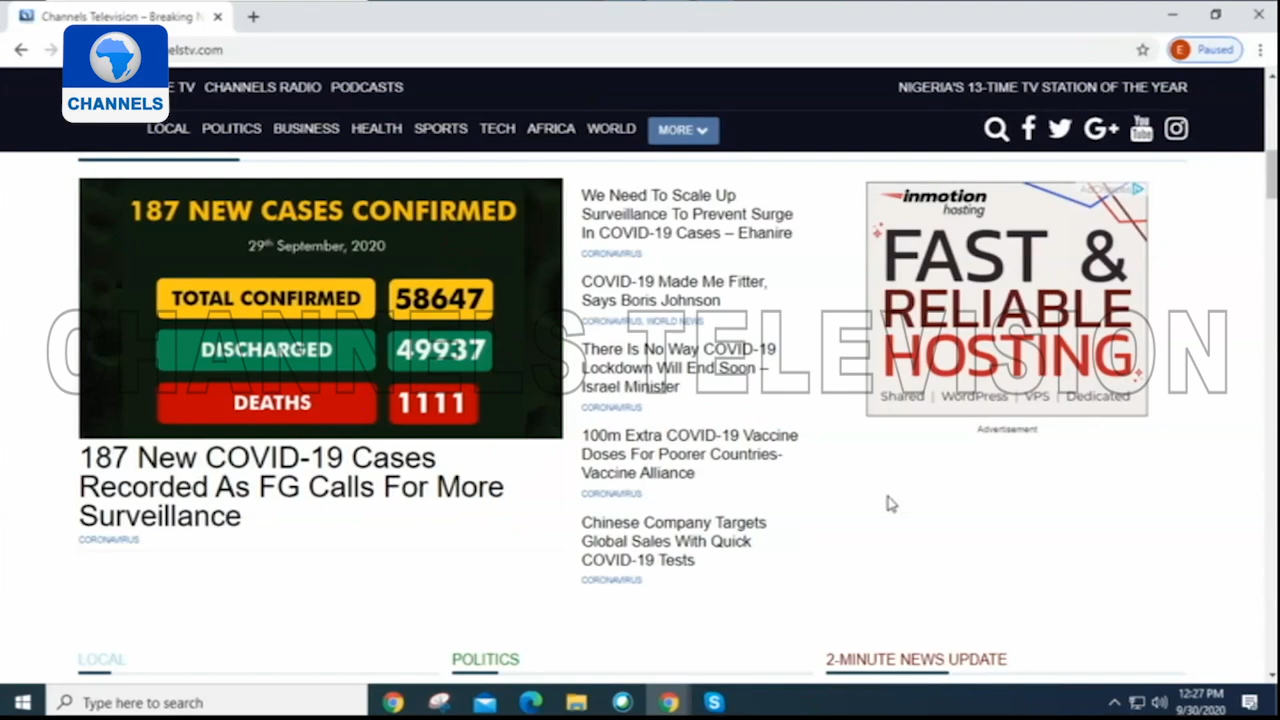 Channels Television – Breaking N
elstv.com
Paused
E
CHANNELS
E TV CHANNELS RADIO PODCASTS
NIGERIA'S 13-TIME TV STATION OF THE YEAR
LOCAL POLITICS BUSINESS HEALTH SPORTS TECH AFRICA WORLD MORE
G+ You Tube
187 NEW CASES CONFIRMED
29th September, 2020
TOTAL CONFIRMED 58647
DISCHARGED 49937
DEATHS 1111
187 New COVID-19 Cases
Recorded As FG Calls For More
Surveillance
CORONAVIRUS
We Need To Scale Up
Surveillance To Prevent Surge
In COVID-19 Cases – Ehanire
CORONAVIRUS
COVID-19 Made Me Fitter,
Says Boris Johnson
CORONAVIRUS, WORLD NEWS
There Is No Way COVID-19
Lockdown Will End Soon –
Israel Minister
CORONAVIRUS
100m Extra COVID-19 Vaccine
Doses For Poorer Countries-
Vaccine Alliance
CORONAVIRUS
Chinese Company Targets
Global Sales With Quick
COVID-19 Tests
CORONAVIRUS
inmotion
hosting
FAST &
RELIABLE
HOSTING
Shared | WordPress | VPS | Dedicated
Advertisement
CHANNELS TELEVISION
LOCAL
POLITICS
2-MINUTE NEWS UPDATE
Type here to search
12:27 PM
9/30/2020